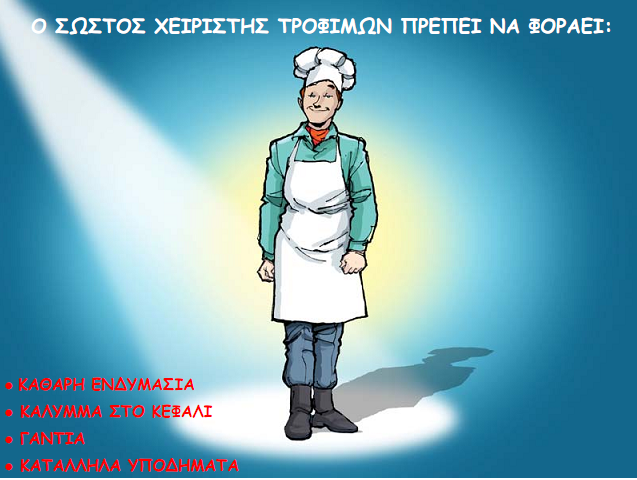 Ο ΣΩΣΤΟΣ ΧΕΙΡΙΣΤΗΣ ΤΡΟΦΙΜΩΝ ΠΡΕΠΕΙ ΝΑ ΦΟΡΑΕΙ:
• ΚΑΘΑΡΗ ΕΝΔΥΜΑΣΙΑ
• ΚΑΛΥΜΜΑ ΣΤΟ ΚΕΦΑΛΙ
• ΓΑΝΤΙΑ
• ΚΑΤΑΛΛΗΛΑ ΥΠΟΔΗΜΑΤΑ